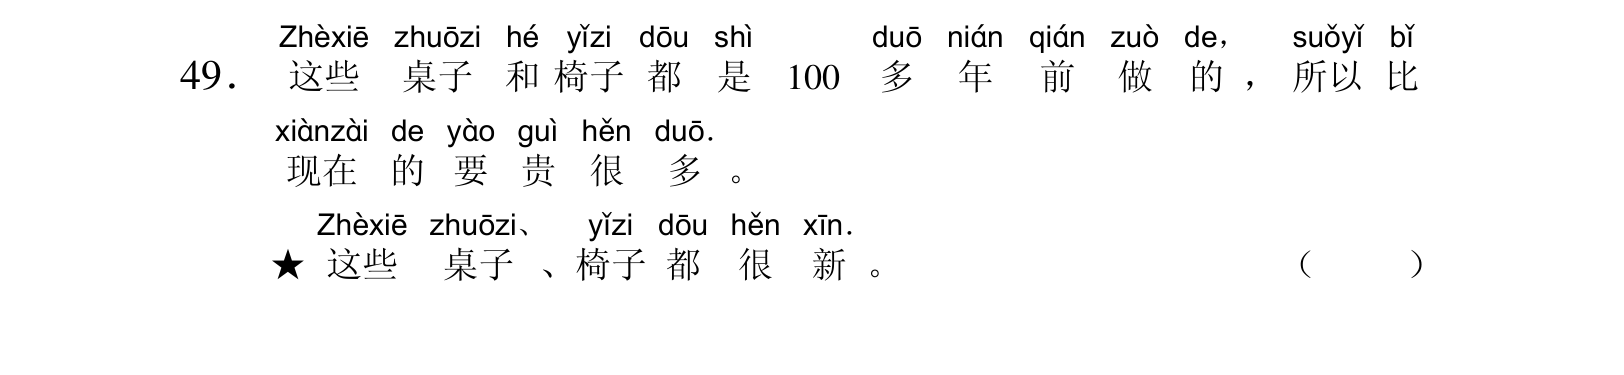 Zhèxiē zhuōzi hé yǐzi dōu shì duō nián qián zuò de, suǒyǐ bǐ
49. 这些 桌子 和 椅子 都 是 100 多 年 前 做 的 ，所以 比
xiànzài de yào guì hěn duō.
现在 的 要 贵 很 多 。
Zhèxiē zhuōzi、 yǐzi dōu hěn xīn.
★ 这些 桌子 、椅子 都 很 新 。 （ ）